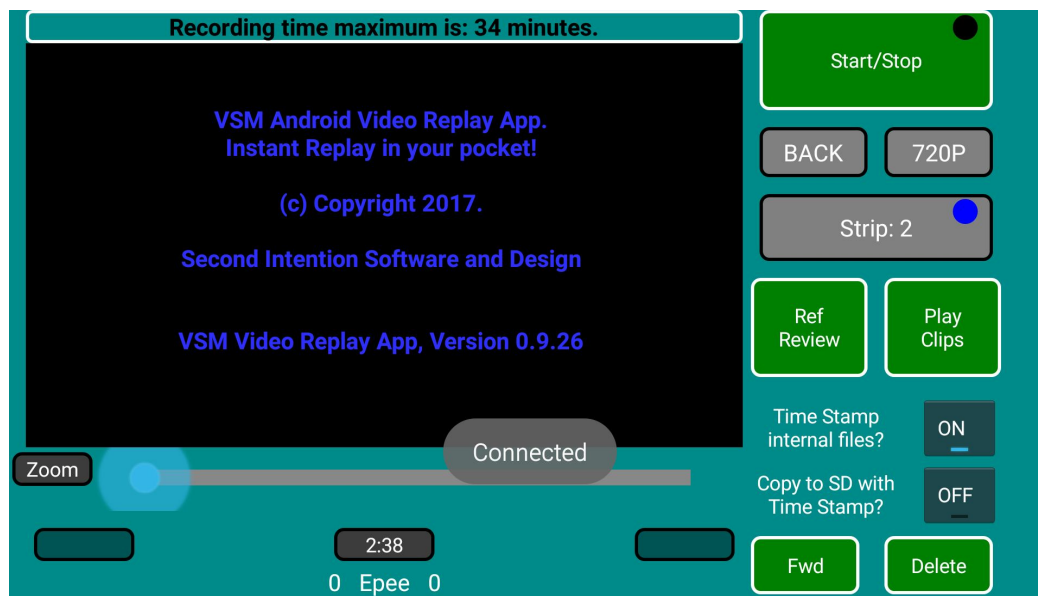 Recording time maximum is: 34 minutes.
VSM Android Video Replay App.
Instant Replay in your pocket!
(c) Copyright 2017.
Second Intention Software and Design
VSM Video Replay App, Version 0.9.26
Connected
Zoom
2:38
0 Epee 0
Start/Stop
BACK
720P
Strip: 2
Ref
Review
Play
Clips
Time Stamp
internal files?
ON
Copy to SD with
Time Stamp?
OFF
Fwd
Delete